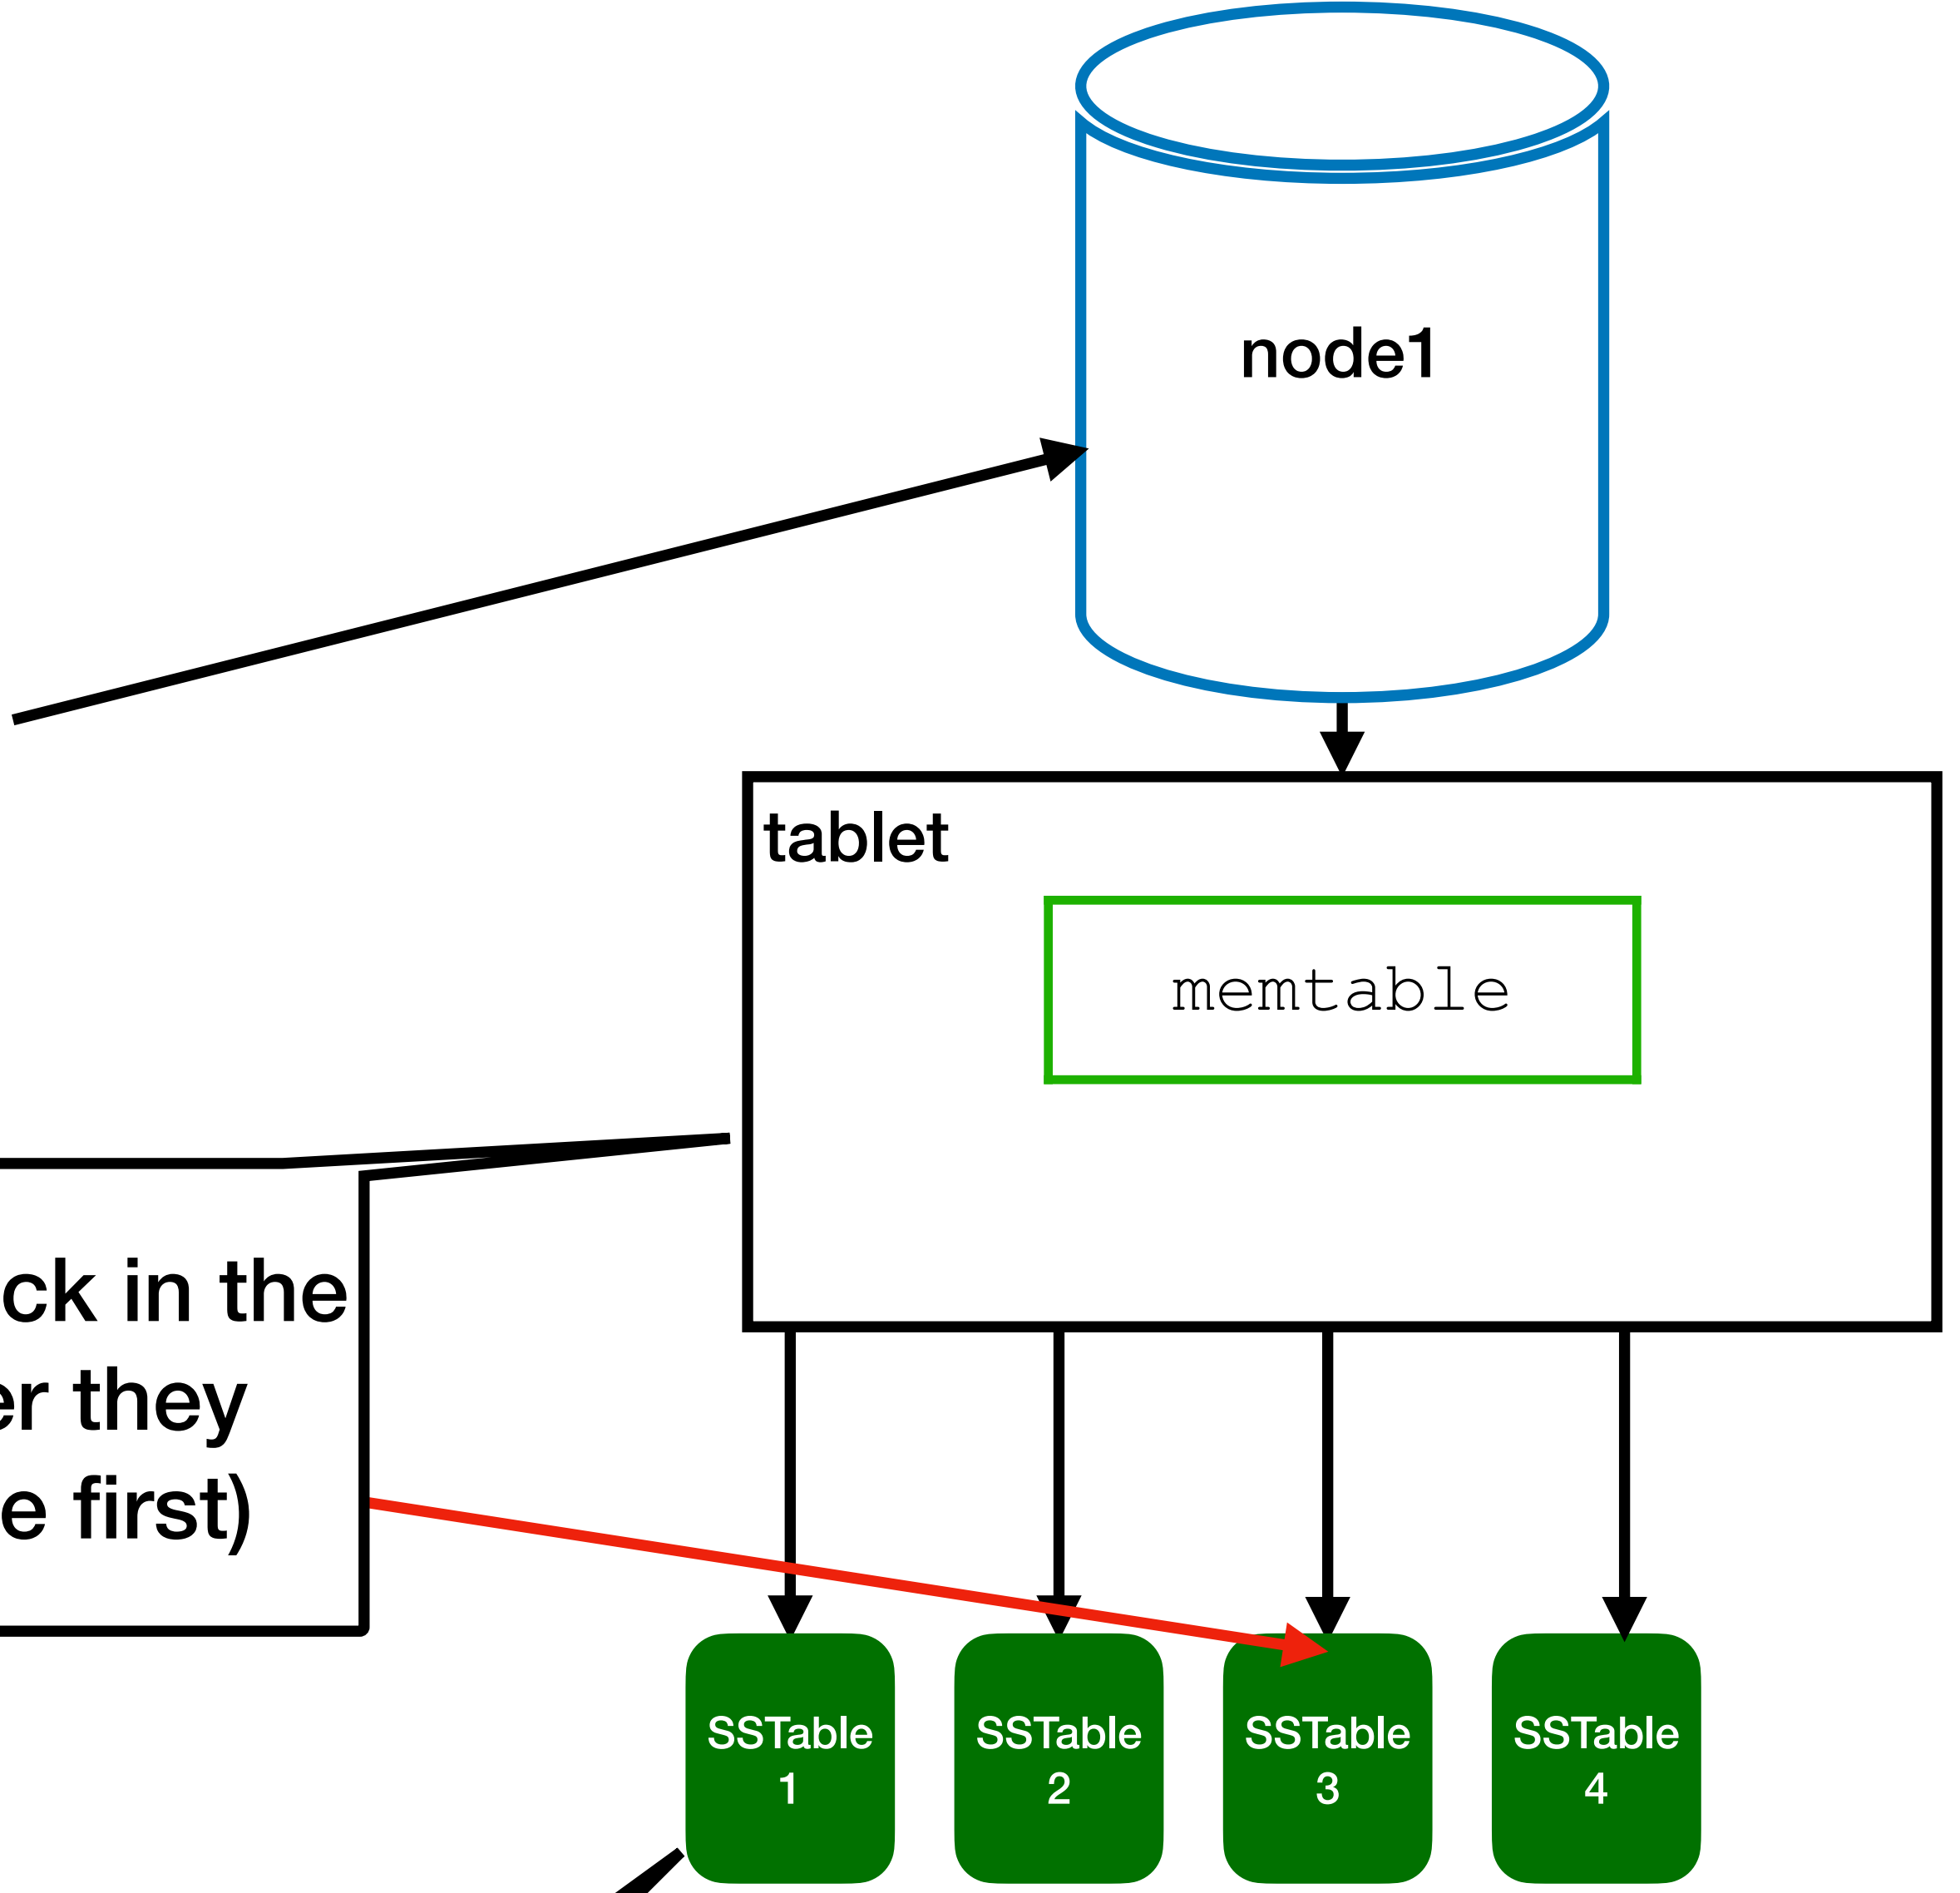 node1
tablet
memtable
ck in the
er they
e first)
SSTable
1
SSTable
2
SSTable
3
SSTable
4